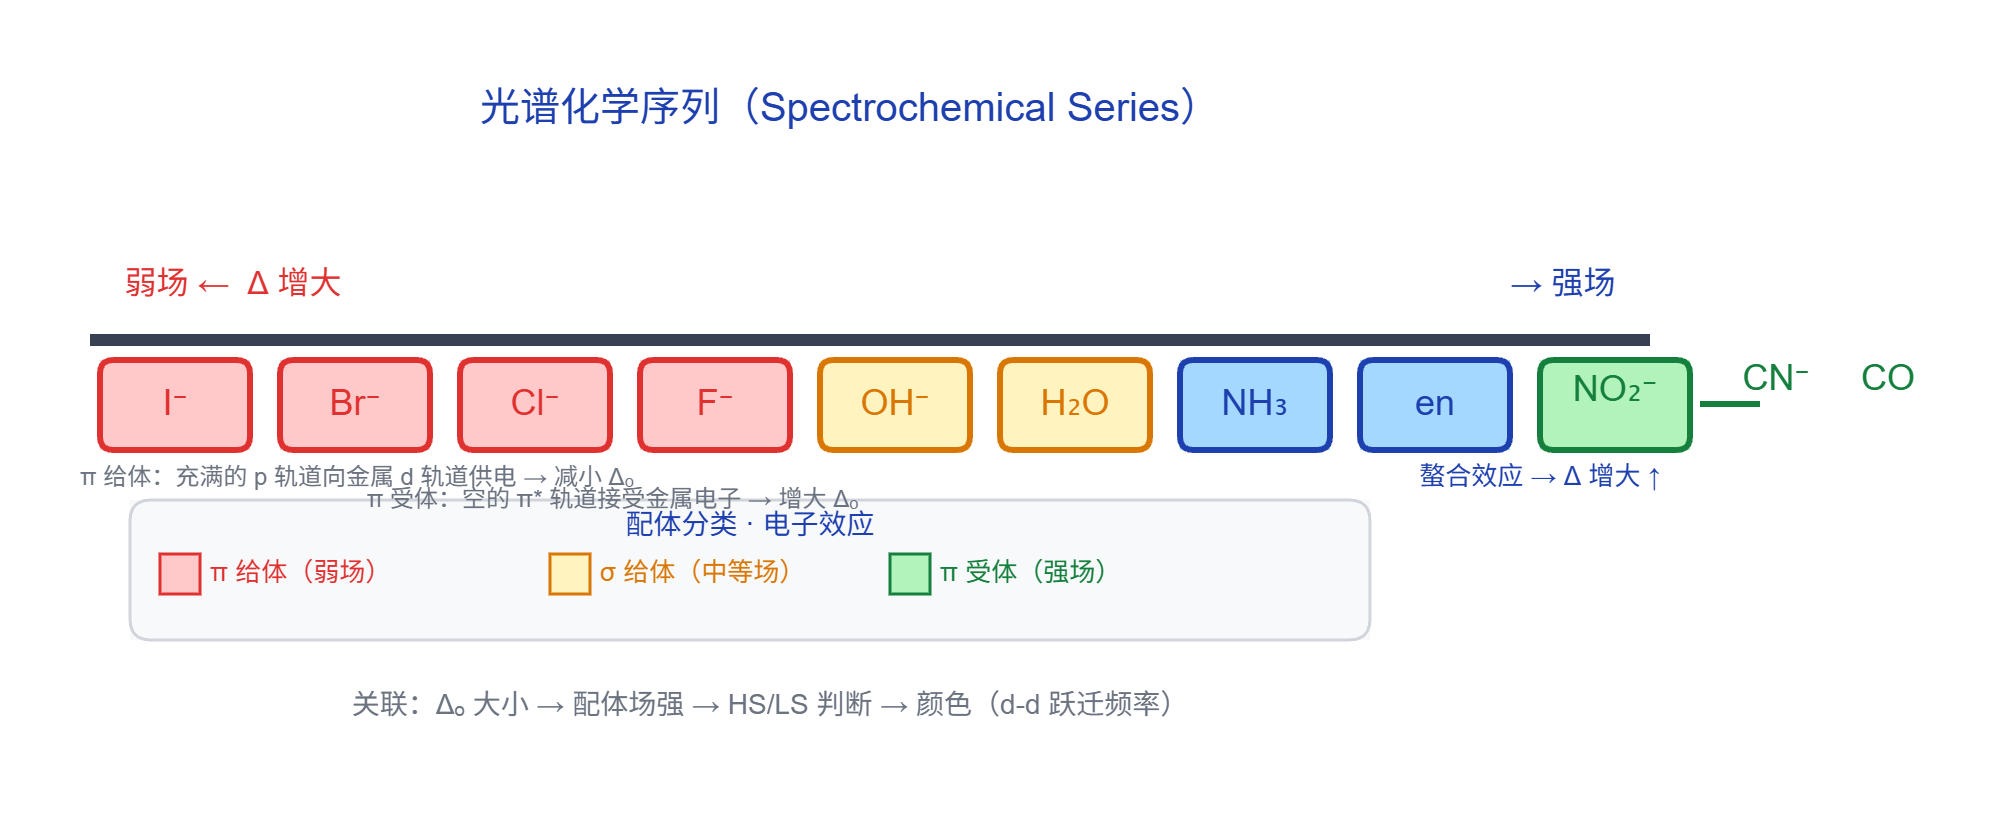 光谱化学序列（Spectrochemical Series）
弱场 ← Δ 增大
→ 强场
I⁻
Br⁻
Cl⁻
F⁻
OH⁻
H₂O
NH₃
en
NO₂⁻
CN⁻
CO
π 给体：充满的 p 轨道向金属 d 轨道供电 → 减小 Δₒ
螯合效应 → Δ 增大 ↑
π 受体：空的 π* 轨道接受金属电子 → 增大 Δₒ
配体分类 · 电子效应
π 给体（弱场）
σ 给体（中等场）
π 受体（强场）
关联：Δₒ 大小 → 配体场强 → HS/LS 判断 → 颜色（d-d 跃迁频率）